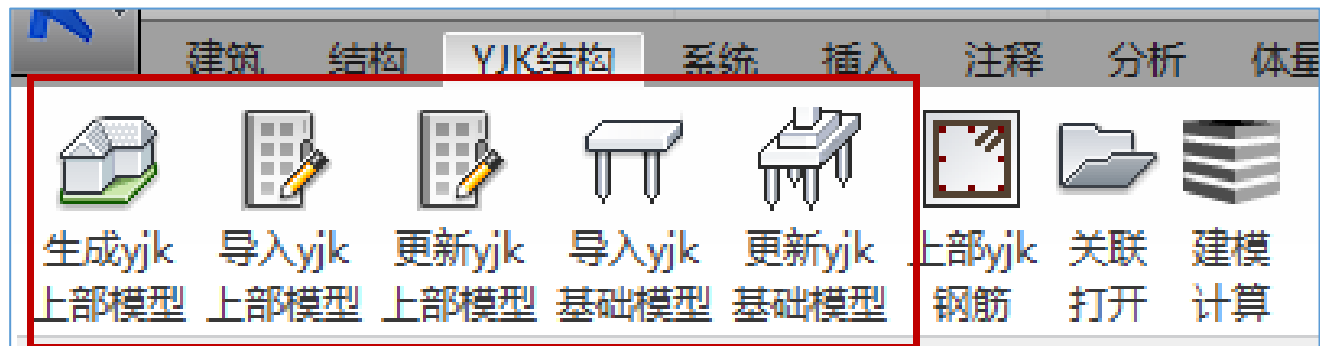 建筑 结构 YJK结构 系统 插入 注释 分析 体量
生成yjk 导入yjk 更新yjk 导入yjk 更新yjk 上部yjk 关联 建模
上部模型 上部模型 上部模型 基础模型 基础模型 钢筋 打开 计算